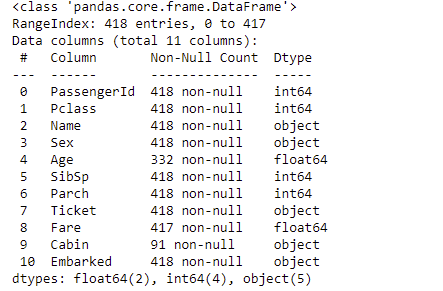 <class 'pandas.core.frame.DataFrame'>
RangeIndex: 418 entries, 0 to 417
Data columns (total 11 columns):
 #   Column       Non-Null Count  Dtype
---  ------       --------------  -----
 0   PassengerId  418 non-null    int64
 1   Pclass       418 non-null    int64
 2   Name         418 non-null    object
 3   Sex          418 non-null    object
 4   Age          332 non-null    float64
 5   SibSp        418 non-null    int64
 6   Parch        418 non-null    int64
 7   Ticket       418 non-null    object
 8   Fare         417 non-null    float64
 9   Cabin        91 non-null     object
 10  Embarked     418 non-null    object
dtypes: float64(2), int64(4), object(5)